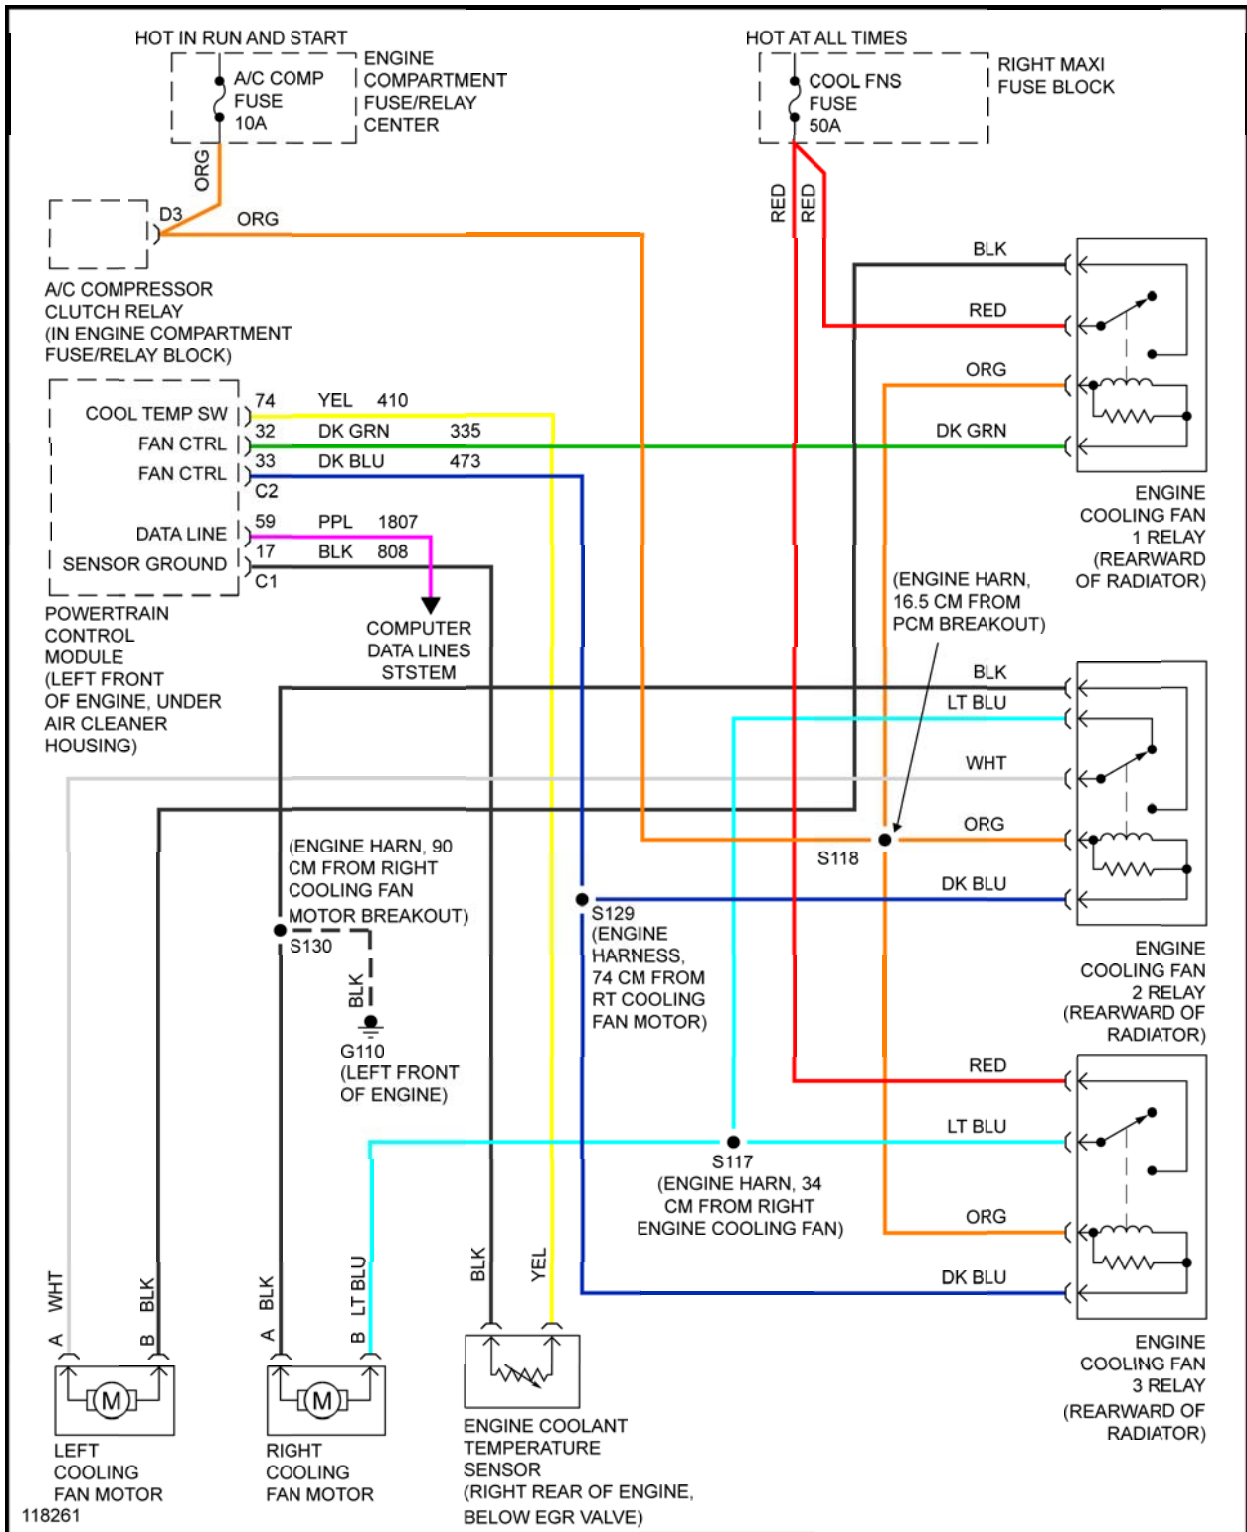 HOT IN RUN AND START
A/C COMP
FUSE
10A
ENGINE
COMPARTMENT
FUSE/RELAY
CENTER
HOT AT ALL TIMES
COOL FNS
FUSE
50A
RIGHT MAXI
FUSE BLOCK
ORG
D3
ORG
RED
RED
A/C COMPRESSOR
CLUTCH RELAY
(IN ENGINE COMPARTMENT
FUSE/RELAY BLOCK)
BLK
RED
ORG
DK GRN
ENGINE
COOLING FAN
1 RELAY
(REARWARD
OF RADIATOR)
COOL TEMP SW
FAN CTRL
FAN CTRL
DATA LINE
SENSOR GROUND
74 YEL 410
32 DK GRN 335
33 DK BLU 473
C2
59 PPL 1807
17 BLK 808
C1
POWERTRAIN
CONTROL
MODULE
(LEFT FRONT
OF ENGINE, UNDER
AIR CLEANER
HOUSING)
COMPUTER
DATA LINES
STSTEM
(ENGINE HARN,
16.5 CM FROM
PCM BREAKOUT)
BLK
LT BLU
WHT
ORG
DK BLU
S118
ENGINE
COOLING FAN
2 RELAY
(REARWARD OF
RADIATOR)
(ENGINE HARN, 90
CM FROM RIGHT
COOLING FAN
MOTOR BREAKOUT)
S130
BLK
G110
(LEFT FRONT
OF ENGINE)
S129
(ENGINE
HARNESS,
74 CM FROM
RT COOLING
FAN MOTOR)
RED
LT BLU
ORG
DK BLU
S117
(ENGINE HARN, 34
CM FROM RIGHT
ENGINE COOLING FAN)
ENGINE
COOLING FAN
3 RELAY
(REARWARD OF
RADIATOR)
A WHT
B BLK
A BLK
B LT BLU
BLK
YEL
M
M
LEFT
COOLING
FAN MOTOR
RIGHT
COOLING
FAN MOTOR
ENGINE COOLANT
TEMPERATURE
SENSOR
(RIGHT REAR OF ENGINE,
BELOW EGR VALVE)
118261